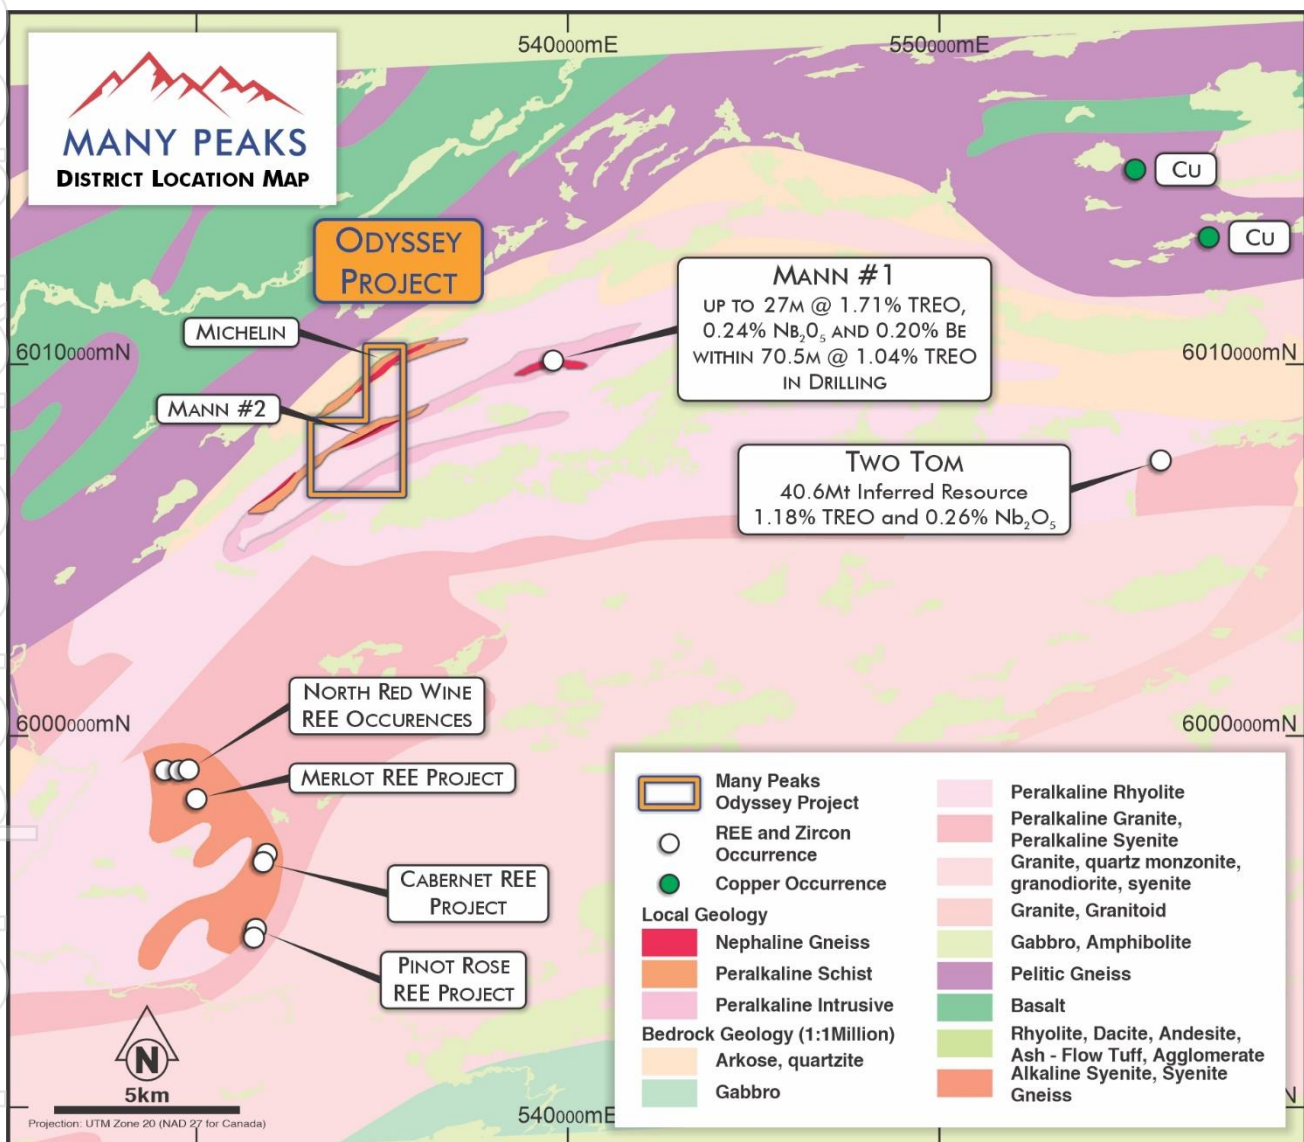 MANY PEAKS
DISTRICT LOCATION MAP
540000mE
550000mE
ODYSSEY
PROJECT
CU
CU
MICHELIN
MANN #1
UP TO 27M @ 1.71% TREO,
0.24% NB₂O₅ AND 0.20% BE
WITHIN 70.5M @ 1.04% TREO
IN DRILLING
6010000mN
6010000mN
MANN #2
TWO TOM
40.6Mt Inferred Resource
1.18% TREO and 0.26% Nb₂O₅
NORTH RED WINE
REE OCCURENCES
6000000mN
6000000mN
MERLOT REE PROJECT
CABERNET REE
PROJECT
PINOT ROSE
REE PROJECT
Many Peaks
Odyssey Project
REE and Zircon
Occurrence
Copper Occurrence
Local Geology
Nephaline Gneiss
Peralkaline Schist
Peralkaline Intrusive
Bedrock Geology (1:1Million)
Arkose, quartzite
Gabbro
Peralkaline Rhyolite
Peralkaline Granite,
Peralkaline Syenite
Granite, quartz monzonite,
granodiorite, syenite
Granite, Granitoid
Gabbro, Amphibolite
Pelitic Gneiss
Basalt
Rhyolite, Dacite, Andesite,
Ash - Flow Tuff, Agglomerate
Alkaline Syenite, Syenite
Gneiss
N
5km
Projection: UTM Zone 20 (NAD 27 for Canada)
540000mE
N